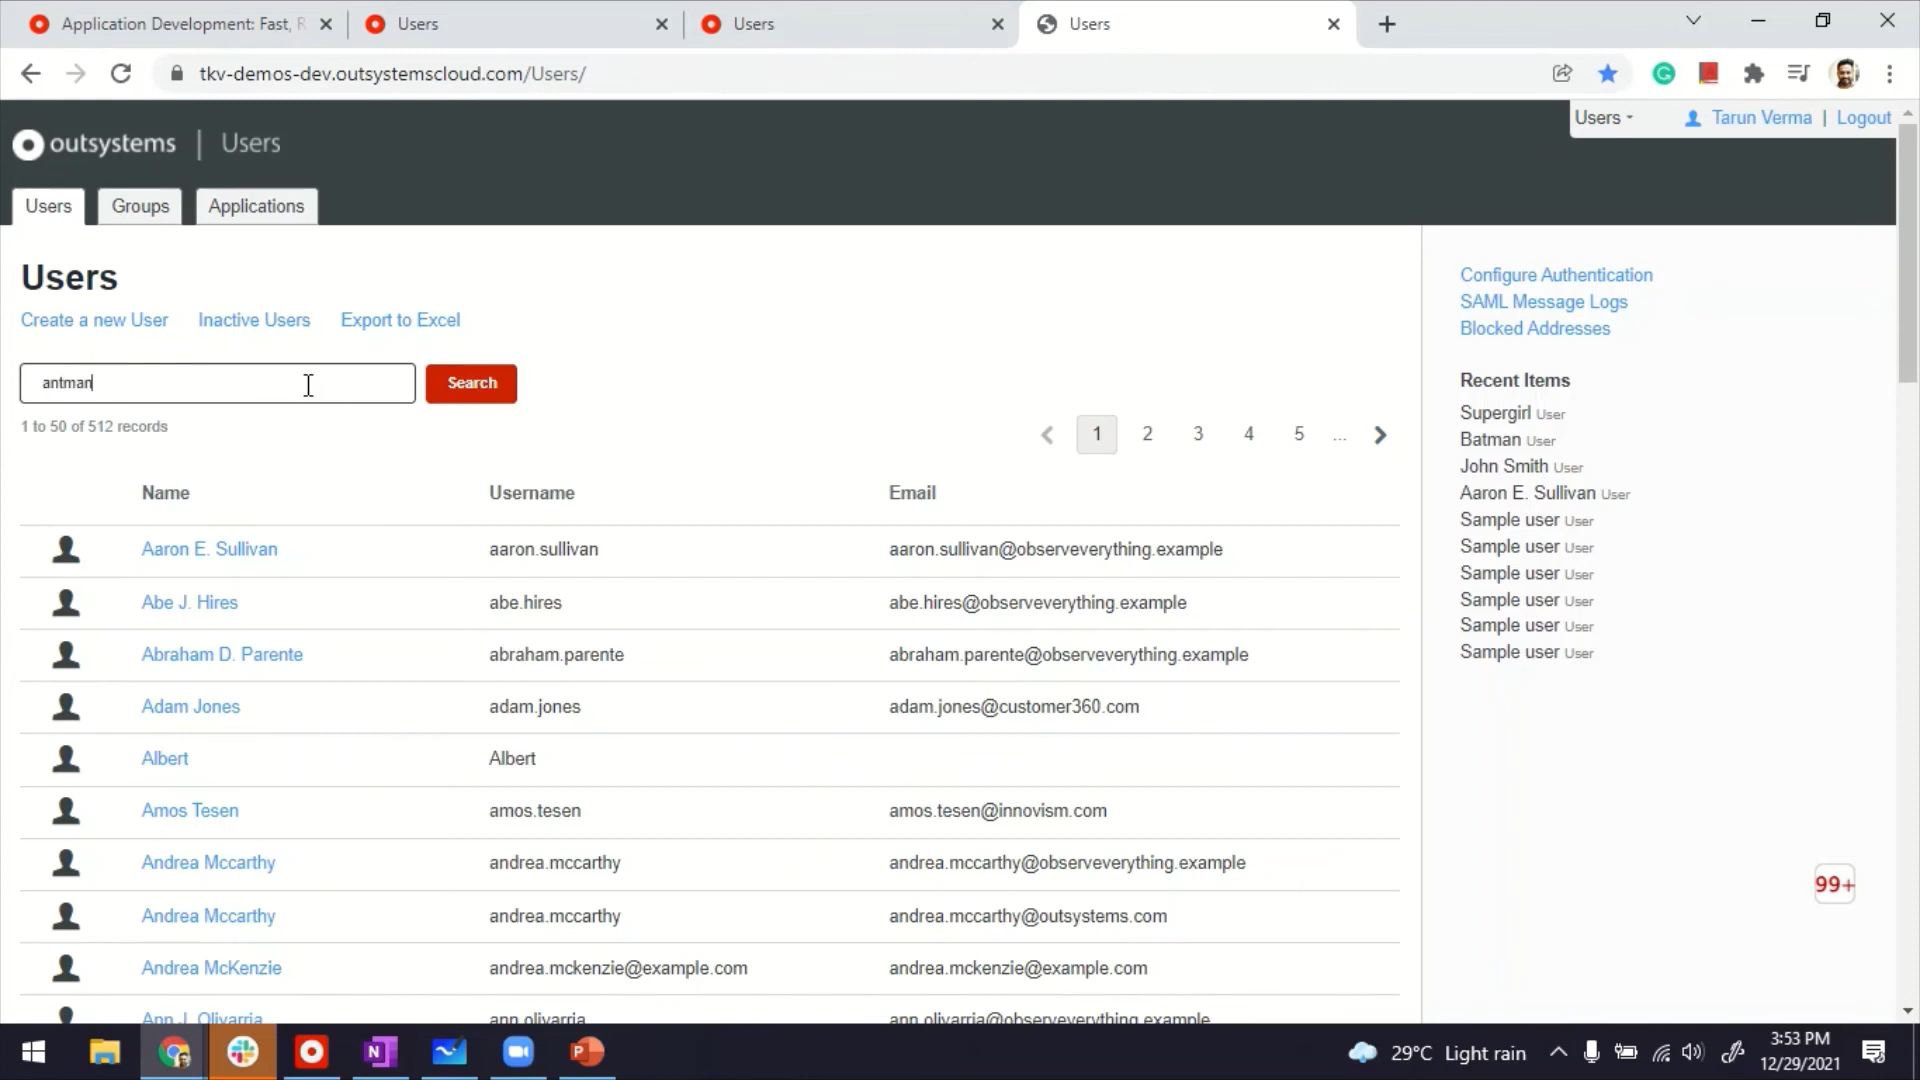 Application Development: Fast, R
Users
Users
Users
tkv-demos-dev.outsystemscloud.com/Users/
Users
Tarun Verma | Logout
outsystems | Users
Users
Groups
Applications
Users
Create a new User
Inactive Users
Export to Excel
antman
Search
1 to 50 of 512 records
1 2 3 4 5 ...
Name Username Email
Aaron E. Sullivan aaron.sullivan aaron.sullivan@observeverything.example
Abe J. Hires abe.hires abe.hires@observeverything.example
Abraham D. Parente abraham.parente abraham.parente@observeverything.example
Adam Jones adam.jones adam.jones@customer360.com
Albert Albert
Amos Tesen amos.tesen amos.tesen@innovism.com
Andrea Mccarthy andrea.mccarthy andrea.mccarthy@observeverything.example
Andrea Mccarthy andrea.mccarthy andrea.mccarthy@outsystems.com
Andrea McKenzie andrea.mckenzie@example.com andrea.mckenzie@example.com
Ann J. Olivarria ann.olivarria ann.olivarria@observeverything.example
Configure Authentication
SAML Message Logs
Blocked Addresses
Recent Items
Supergirl User
Batman User
John Smith User
Aaron E. Sullivan User
Sample user User
Sample user User
Sample user User
Sample user User
Sample user User
Sample user User
99+
29°C Light rain
3:53 PM
12/29/2021